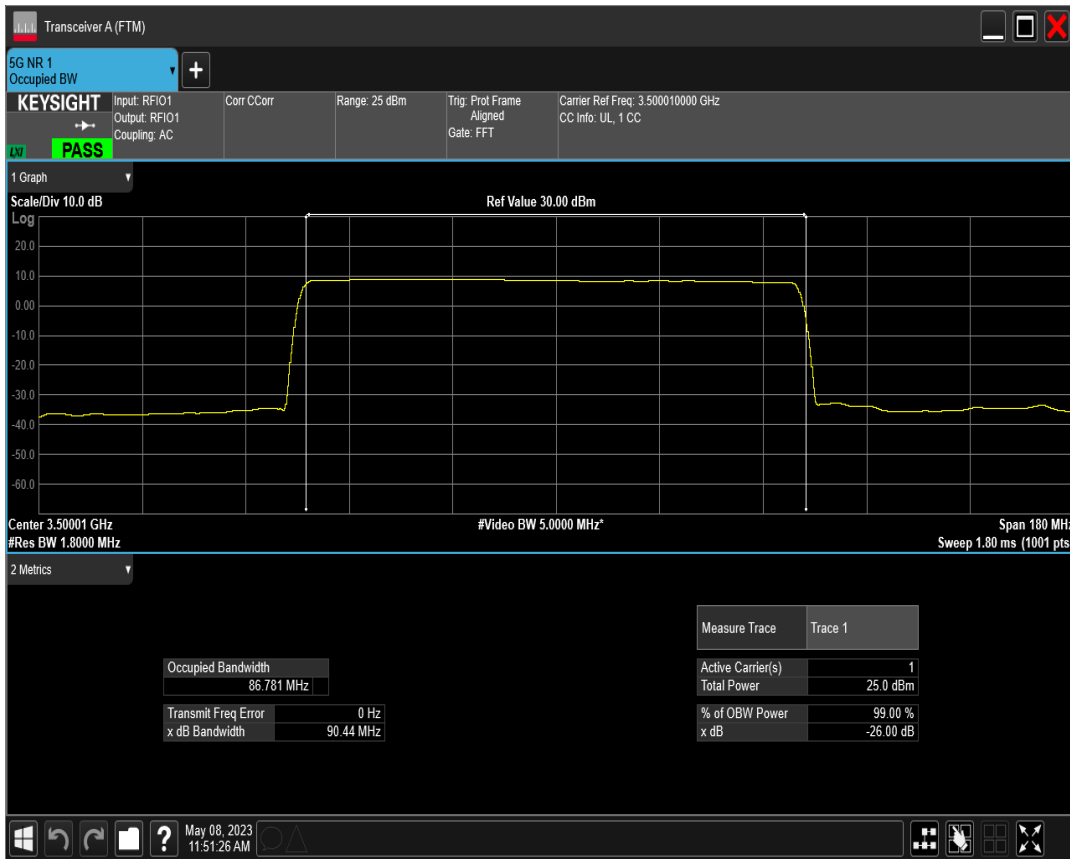 Transceiver A (FTM)
5G NR 1
Occupied BW
+
KEYSIGHT
LXI
PASS
Input: RFIO1
Output: RFIO1
Coupling: AC
Corr CCorr
Range: 25 dBm
Trig: Prot Frame
Aligned
Gate: FFT
Carrier Ref Freq: 3.500010000 GHz
CC Info: UL, 1 CC
1 Graph
Scale/Div 10.0 dB
Ref Value 30.00 dBm
Log
20.0
10.0
0.00
-10.0
-20.0
-30.0
-40.0
-50.0
-60.0
Center 3.50001 GHz
#Video BW 5.0000 MHz*
Span 180 MHz
#Res BW 1.8000 MHz
Sweep 1.80 ms (1001 pts
2 Metrics
Measure Trace Trace 1
Occupied Bandwidth
86.781 MHz
Active Carrier(s) 1
Total Power 25.0 dBm
Transmit Freq Error 0 Hz
x dB Bandwidth 90.44 MHz
% of OBW Power 99.00 %
x dB -26.00 dB
?
May 08, 2023
11:51:26 AM